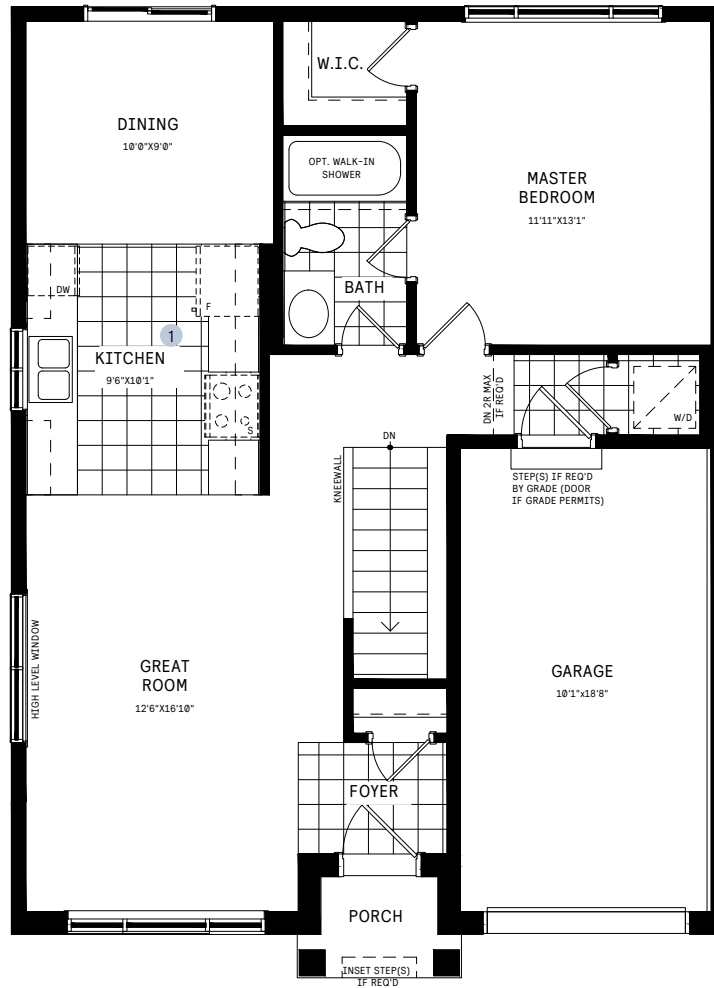 W.I.C.
DINING
10'0"X9'0"
OPT. WALK-IN
SHOWER
MASTER
BEDROOM
11'11"X13'1"
BATH
DW
F
1
KITCHEN
9'6"X10'1"
S
DN 2R MAX
IF REQ'D
W/D
DN
KNEEWALL
STEP(S) IF REQ'D
BY GRADE (DOOR
IF GRADE PERMITS)
HIGH LEVEL WINDOW
GREAT
ROOM
12'6"X16'10"
GARAGE
10'1"x18'8"
FOYER
PORCH
INSET STEP(S)
IF REQ'D